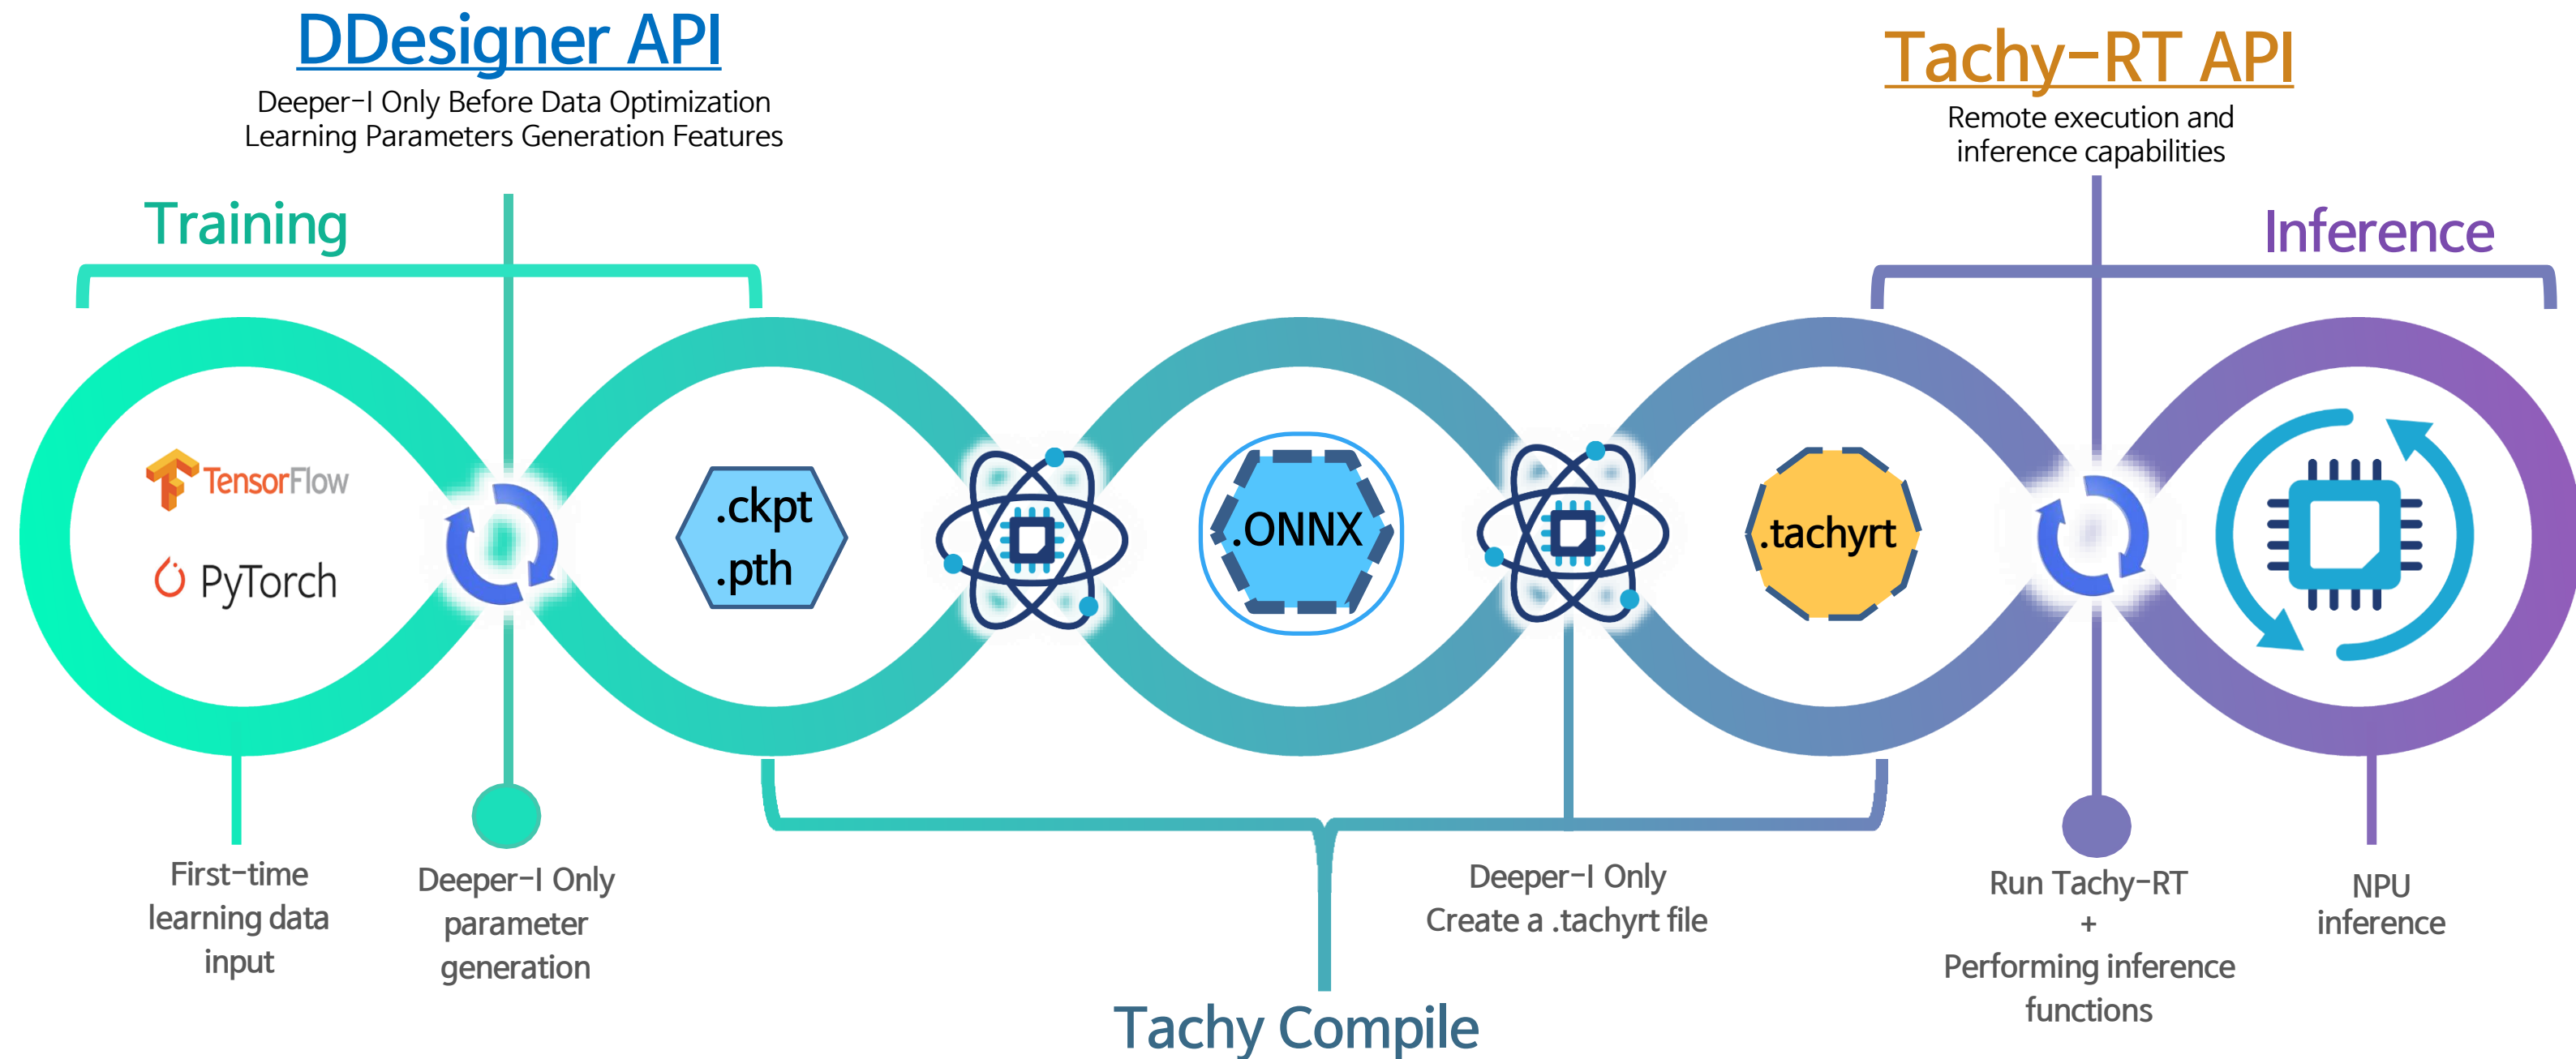 DDesigner API
Deeper-I Only Before Data Optimization
Learning Parameters Generation Features
Tachy-RT API
Remote execution and
inference capabilities
Training
Inference
TensorFlow
PyTorch
.ckpt
.pth
.ONNX
.tachyrt
First-time
learning data
input
Deeper-I Only
parameter
generation
Deeper-I Only
Create a .tachyrt file
Run Tachy-RT
+
Performing inference
functions
NPU
inference
Tachy Compile